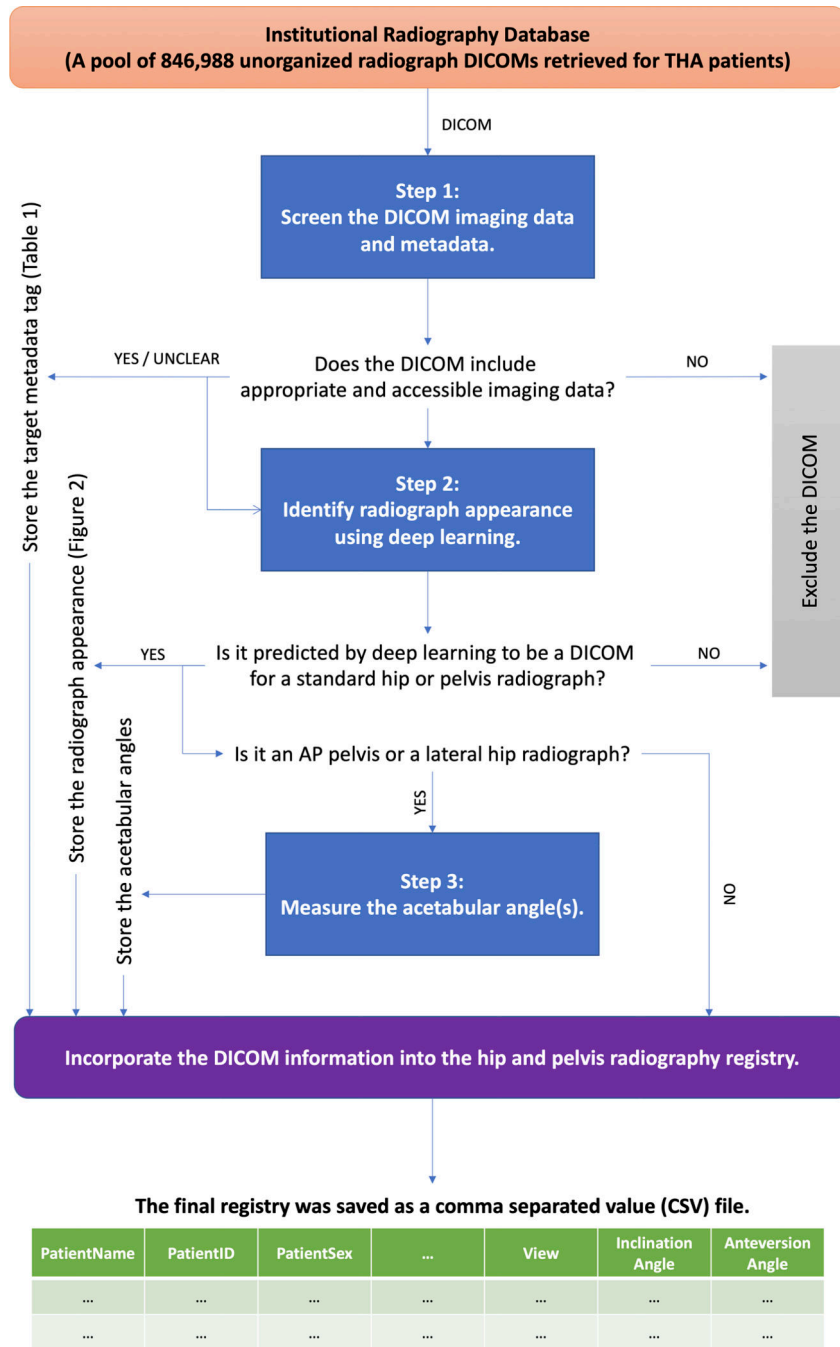 Institutional Radiography Database
(A pool of 846,988 unorganized radiograph DICOMs retrieved for THA patients)
DICOM
Step 1:
Screen the DICOM imaging data
and metadata.
Store the target metadata tag (Table 1)
YES / UNCLEAR
Does the DICOM include
appropriate and accessible imaging data?
NO
Exclude the DICOM
Step 2:
Identify radiograph appearance
using deep learning.
Store the radiograph appearance (Figure 2)
YES
Is it predicted by deep learning to be a DICOM
for a standard hip or pelvis radiograph?
NO
Is it an AP pelvis or a lateral hip radiograph?
YES
NO
Store the acetabular angles
Step 3:
Measure the acetabular angle(s).
Incorporate the DICOM information into the hip and pelvis radiography registry.
The final registry was saved as a comma separated value (CSV) file.
PatientName PatientID PatientSex ... View Inclination Angle Anteversion Angle
... ... ... ... ... ... ...
... ... ... ... ... ... ...